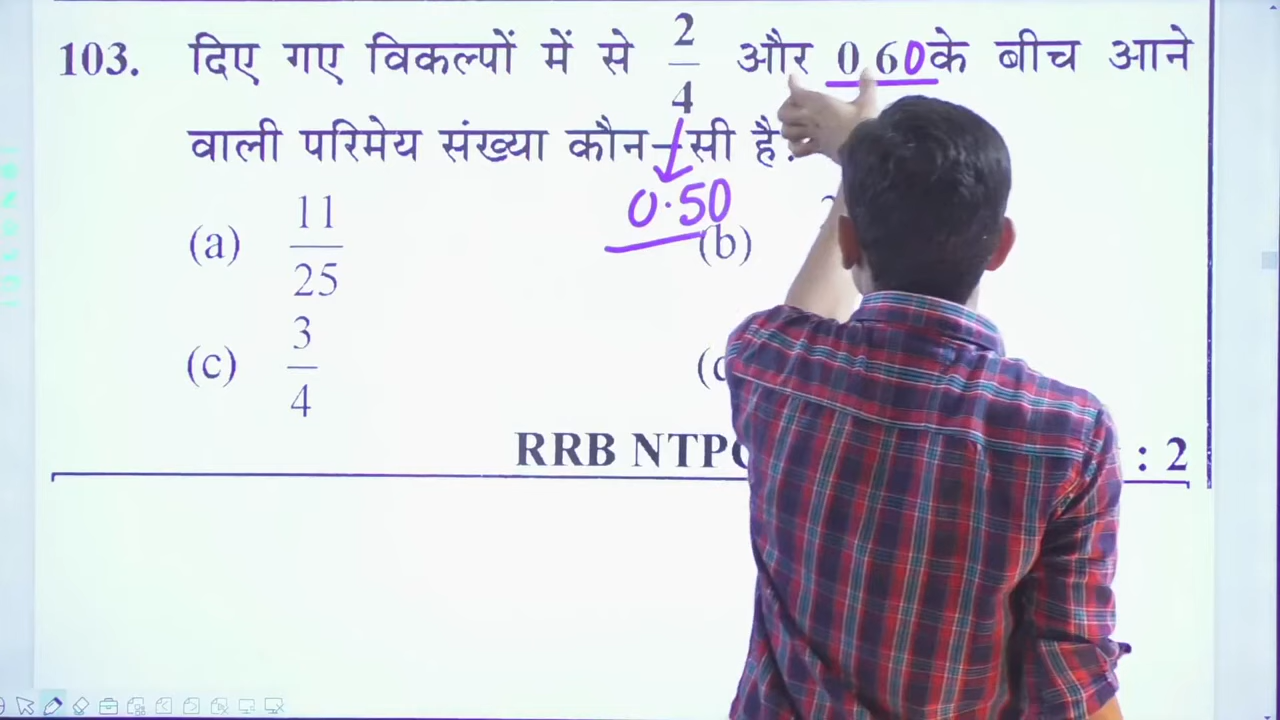 103. दिए गए विकल्पों में से 2/4 और 0.60 के बीच आने
वाली परिमेय संख्या कौन-सी है?
0.50
(a) 11/25 (b)
(c) 3/4
RRB NTPC : 2